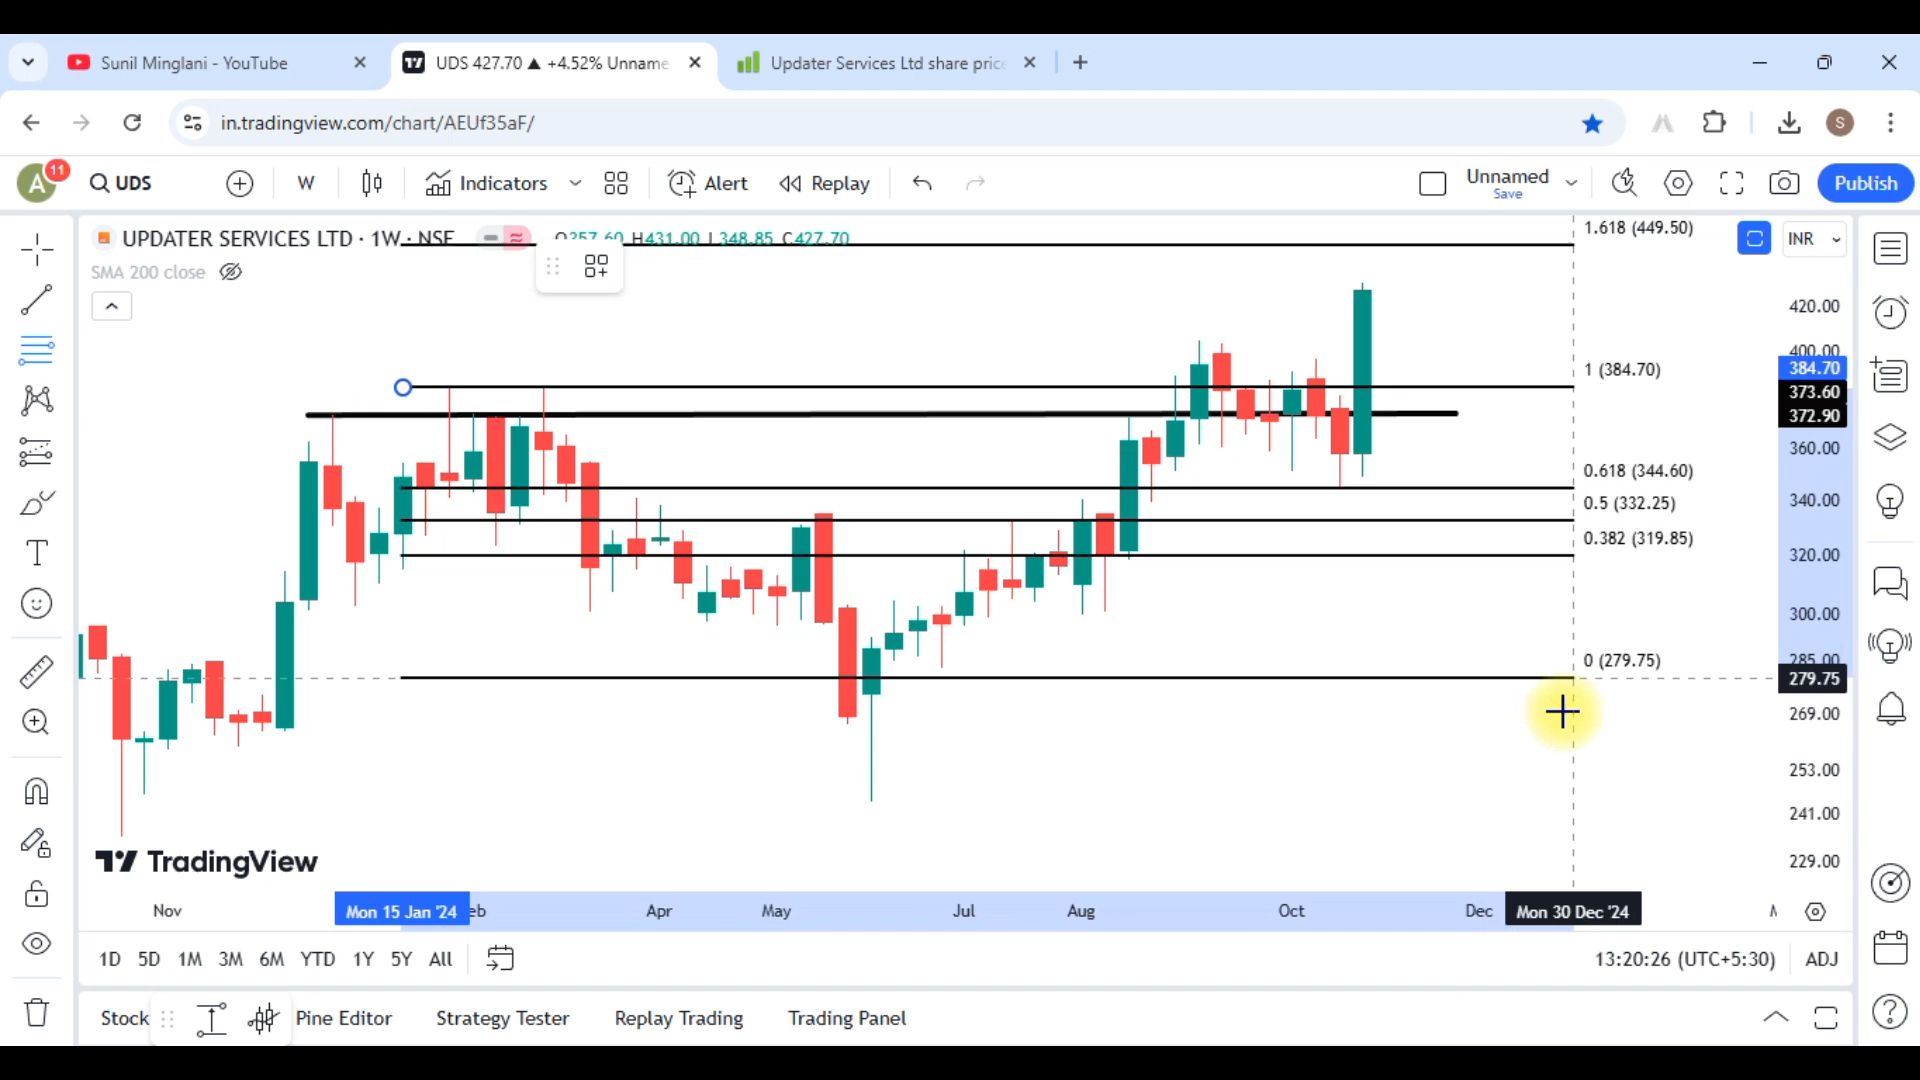 Sunil Minglani - YouTube
UDS 427.70 ▲ +4.52% Unname
Updater Services Ltd share pric
in.tradingview.com/chart/AEUf35aF/
S
A
11
UDS
W
Indicators
Alert
Replay
Unnamed
Save
Publish
UPDATER SERVICES LTD · 1W · NSE
O357.60 H431.00 L348.85 C427.70
SMA 200 close
INR
1.618 (449.50)
1 (384.70)
0.618 (344.60)
0.5 (332.25)
0.382 (319.85)
0 (279.75)
420.00
400.00
384.70
373.60
372.90
360.00
340.00
320.00
300.00
285.00
279.75
269.00
253.00
241.00
229.00
TradingView
Nov
Mon 15 Jan '24
eb
Apr
May
Jul
Aug
Oct
Dec
Mon 30 Dec '24
1D 5D 1M 3M 6M YTD 1Y 5Y All
13:20:26 (UTC+5:30)
ADJ
Stock
Pine Editor
Strategy Tester
Replay Trading
Trading Panel